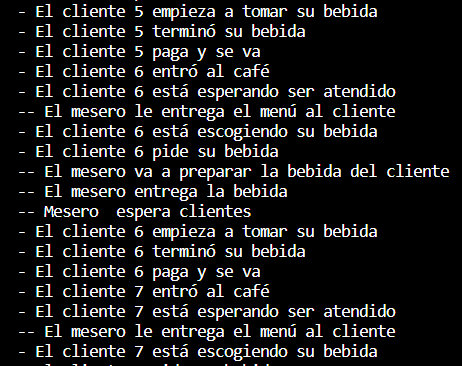 - El cliente 5 empieza a tomar su bebida
- El cliente 5 terminó su bebida
- El cliente 5 paga y se va
- El cliente 6 entró al café
- El cliente 6 está esperando ser atendido
-- El mesero le entrega el menú al cliente
- El cliente 6 está escogiendo su bebida
- El cliente 6 pide su bebida
-- El mesero va a preparar la bebida del cliente
-- El mesero entrega la bebida
-- Mesero  espera clientes
- El cliente 6 empieza a tomar su bebida
- El cliente 6 terminó su bebida
- El cliente 6 paga y se va
- El cliente 7 entró al café
- El cliente 7 está esperando ser atendido
-- El mesero le entrega el menú al cliente
- El cliente 7 está escogiendo su bebida